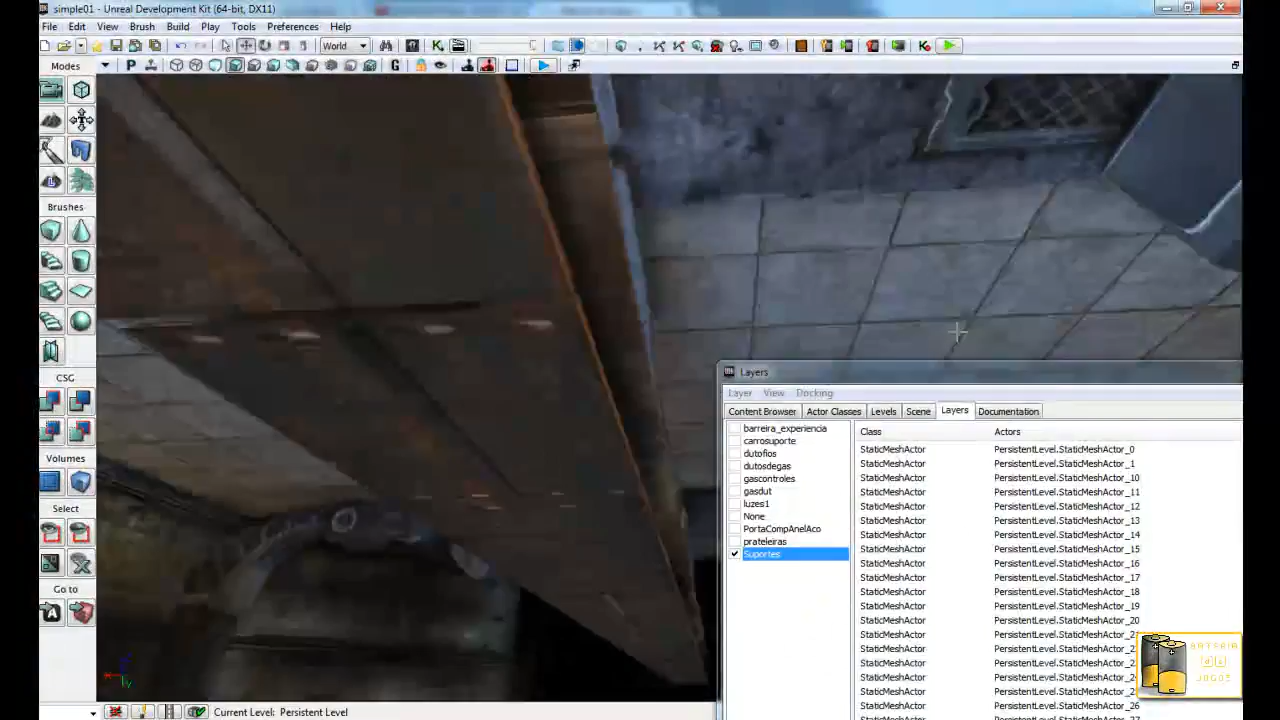 simple01 - Unreal Development Kit (64-bit, DX11)
File Edit View Brush Build Play Tools Preferences Help
World
Modes
P
G
Brushes
CSG
Volumes
Select
Go to
Layers
Layer View Docking
Content Browser Actor Classes Levels Scene Layers Documentation
barreira_experiencia
carrosuporte
dutofios
dutosdegas
gascontroles
gasdut
luzes1
None
PortaCompAnelAco
prateleiras
Suportes
Class Actors
StaticMeshActor PersistentLevel.StaticMeshActor_0
StaticMeshActor PersistentLevel.StaticMeshActor_1
StaticMeshActor PersistentLevel.StaticMeshActor_10
StaticMeshActor PersistentLevel.StaticMeshActor_11
StaticMeshActor PersistentLevel.StaticMeshActor_12
StaticMeshActor PersistentLevel.StaticMeshActor_13
StaticMeshActor PersistentLevel.StaticMeshActor_14
StaticMeshActor PersistentLevel.StaticMeshActor_15
StaticMeshActor PersistentLevel.StaticMeshActor_16
StaticMeshActor PersistentLevel.StaticMeshActor_17
StaticMeshActor PersistentLevel.StaticMeshActor_18
StaticMeshActor PersistentLevel.StaticMeshActor_19
StaticMeshActor PersistentLevel.StaticMeshActor_20
StaticMeshActor
StaticMeshActor
StaticMeshActor
StaticMeshActor
StaticMeshActor
StaticMeshActor PersistentLevel.StaticMeshActor_26
BATERIA
DE
JOGOS
Current Level: Persistent Level